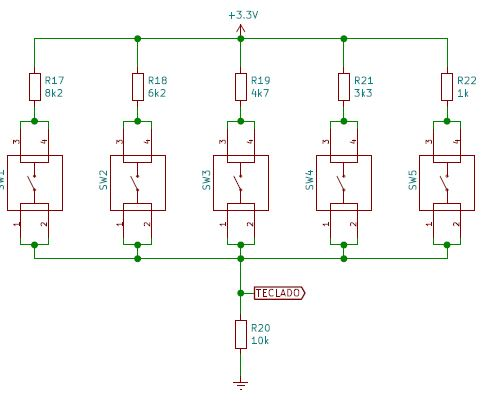 +3.3V
R17
8k2
R18
6k2
R19
4k7
R21
3k3
R22
1k
3 4
3 4
3 4
3 4
3 4
SW1
SW2
SW3
SW4
SW5
1 2
1 2
1 2
1 2
1 2
TECLADO
R20
10k